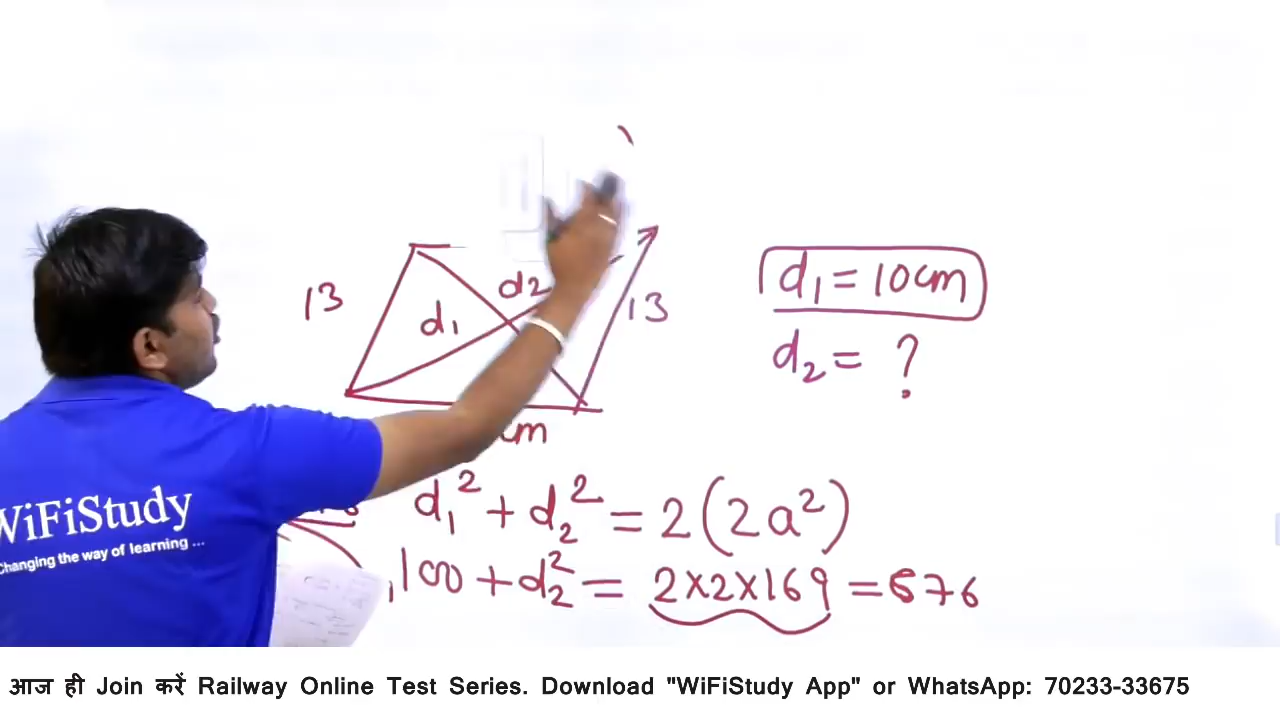 13
d1
d2
13
cm
d1 = 10cm
d2 = ?
d1² + d2² = 2(2a²)
100 + d2² = 2×2×169 = 676
WiFiStudy
Changing the way of learning ...
आज ही Join करें Railway Online Test Series. Download "WiFiStudy App" or WhatsApp: 70233-33675